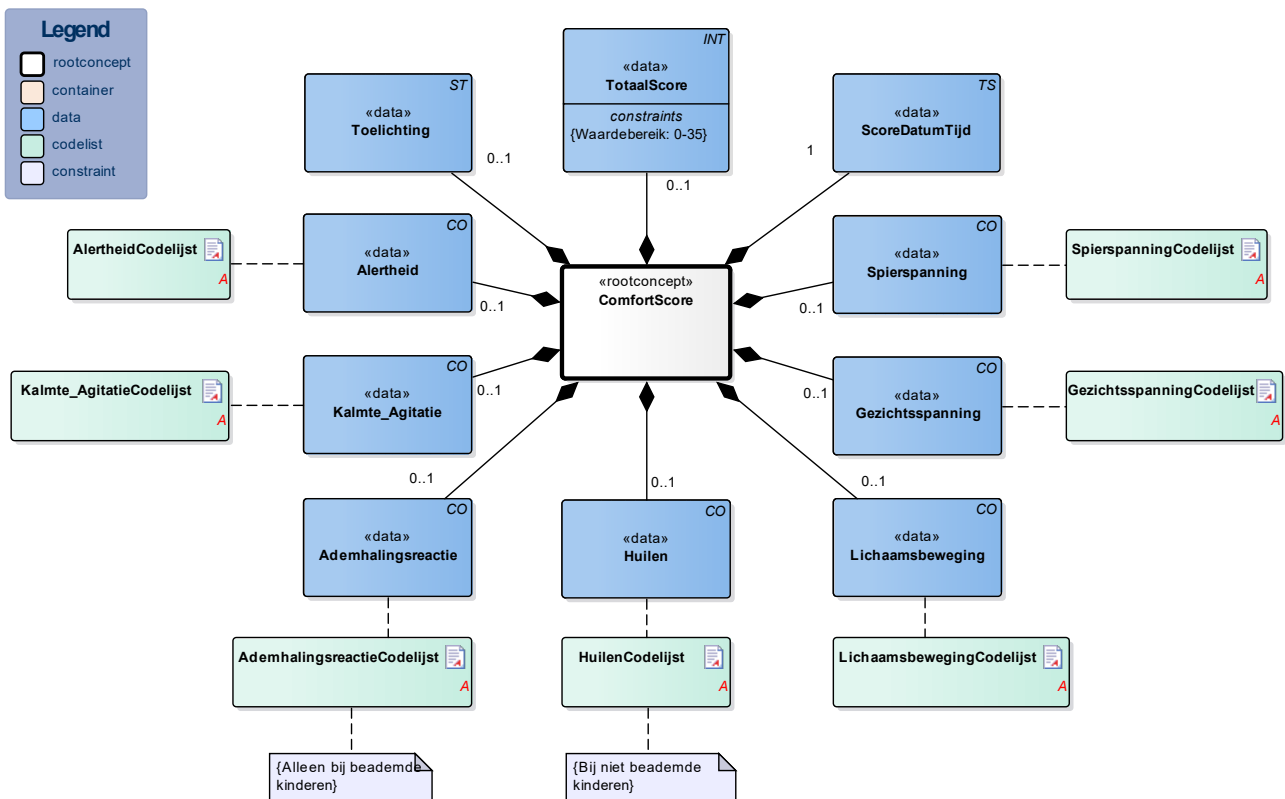 Legend
rootconcept
container
data
codelist
constraint
INT
«data»
TotaalScore
constraints
{Waardebereik: 0-35}
0..1
ST
«data»
Toelichting
0..1
TS
«data»
ScoreDatumTijd
1
AlertheidCodelijst
A
CO
«data»
Alertheid
0..1
«rootconcept»
ComfortScore
CO
«data»
Spierspanning
0..1
SpierspanningCodelijst
A
Kalmte_AgitatieCodelijst
A
CO
«data»
Kalmte_Agitatie
0..1
CO
«data»
Gezichtsspanning
0..1
GezichtsspanningCodelijst
A
0..1
CO
«data»
Ademhalingsreactie
0..1
CO
«data»
Huilen
0..1
CO
«data»
Lichaamsbeweging
AdemhalingsreactieCodelijst
A
HuilenCodelijst
A
LichaamsbewegingCodelijst
A
{Alleen bij beademde
kinderen}
{Bij niet beademde
kinderen}